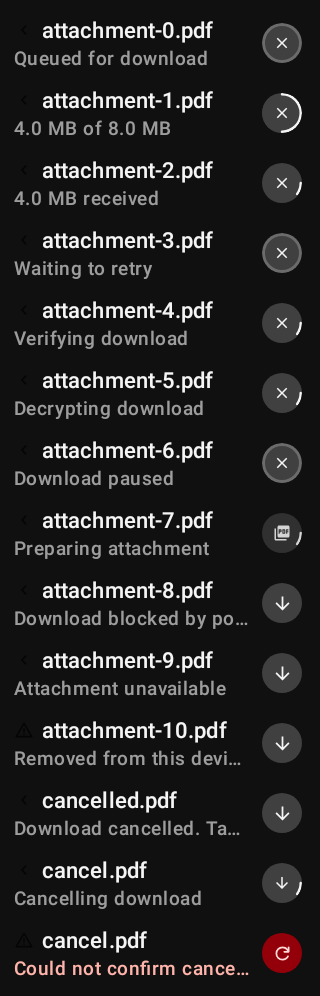 attachment-0.pdf
Queued for download
attachment-1.pdf
4.0 MB of 8.0 MB
attachment-2.pdf
4.0 MB received
attachment-3.pdf
Waiting to retry
attachment-4.pdf
Verifying download
attachment-5.pdf
Decrypting download
attachment-6.pdf
Download paused
attachment-7.pdf
PDF
Preparing attachment
attachment-8.pdf
Download blocked by po…
attachment-9.pdf
Attachment unavailable
attachment-10.pdf
Removed from this devi…
cancelled.pdf
Download cancelled. Ta…
cancel.pdf
Cancelling download
cancel.pdf
Could not confirm cance…